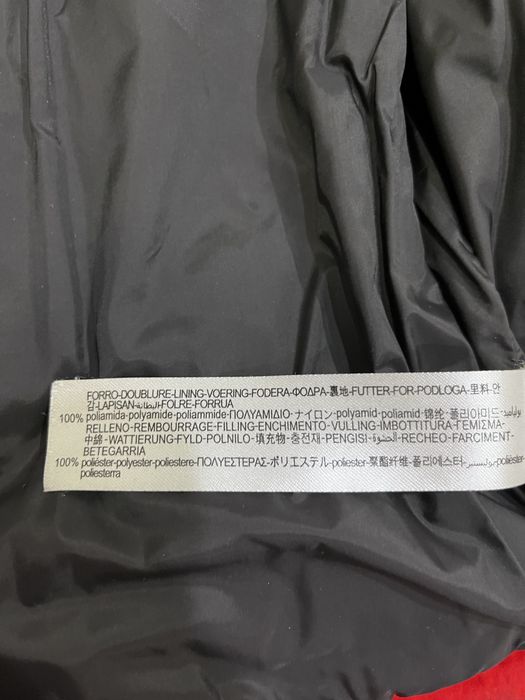 FORRO-DOUBLURE-LINING-VOERING-FODERA-ΦΟΔΡΑ-裏地-FUTTER-FOR-PODLOGA-里料-안
감-LAPISAN-البطانة-FOLRE-FORRUA
100% poliamida-polyamide-poliammide-ΠΟΛΥΑΜΙΔΙΟ-ナイロン-polyamid-poliamid-锦纶-폴리아미드-بوليامید-
RELLENO-REMBOURRAGE-FILLING-ENCHIMENTO-VULLING-IMBOTTITURA-ΓΕΜΙΣΜΑ-
中綿-WATTIERUNG-FYLD-POLNILO-填充物-충전재-PENGISI-الحشوة-RECHEO-FARCIMENT-
BETEGARRIA
100% poliéster-polyester-poliestere-ΠΟΛΥΕΣΤΕΡΑΣ-ポリエステル-poliester-聚酯纤维-폴리에스터-بوليستر-polièster-
poliesterra